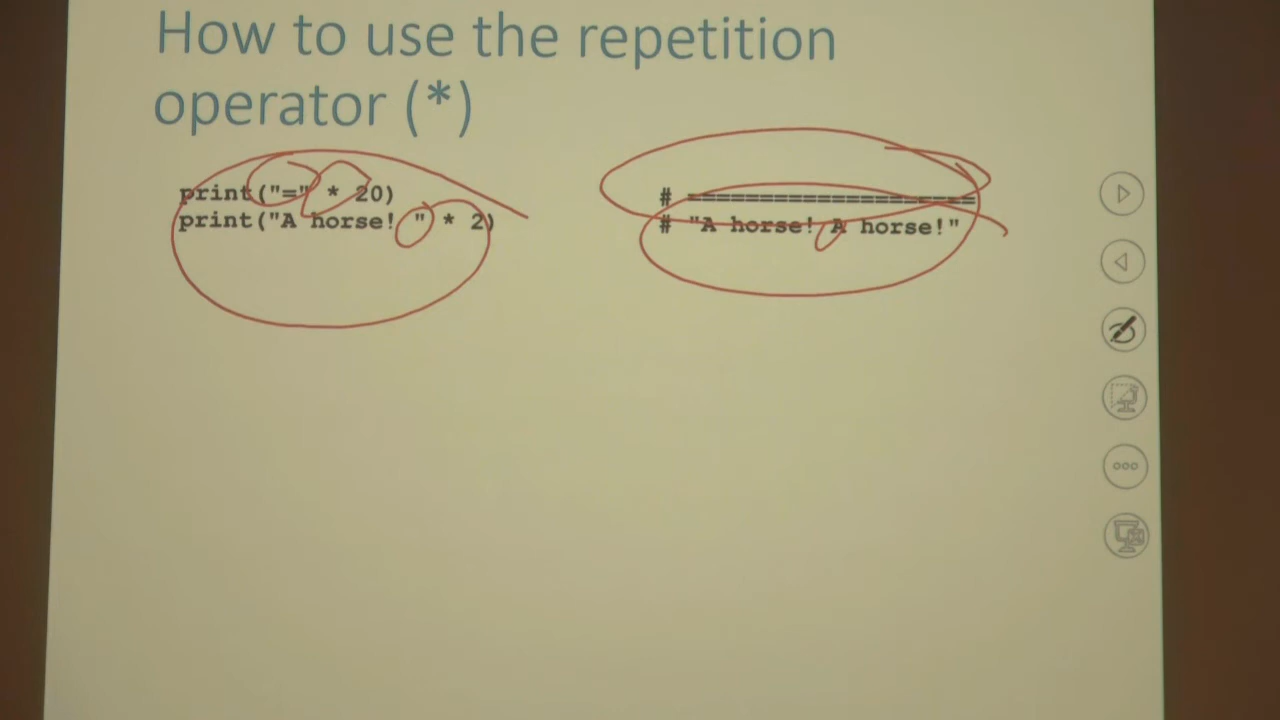 How to use the repetition
operator (*)
print("=" * 20)
print("A horse! " * 2)
# ====================
# "A horse! A horse!"